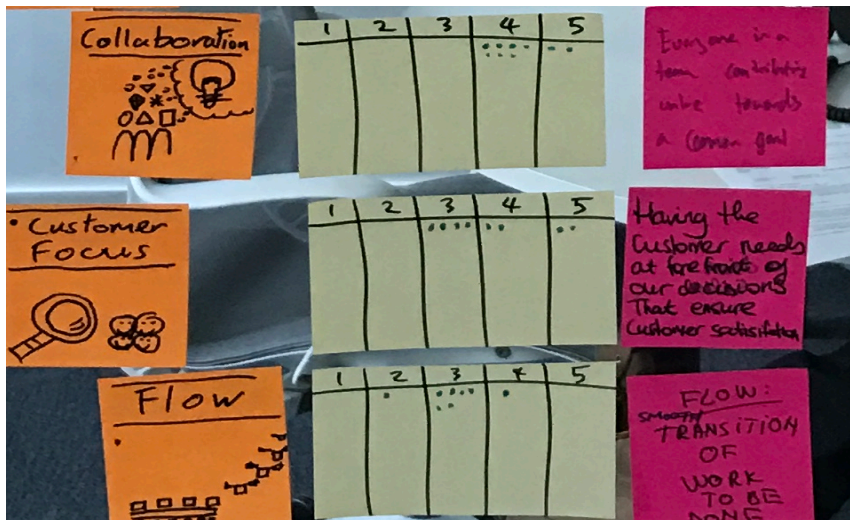 Collaboration
1 2 3 4 5
Everyone in a
team contributes
towards
a common goal
Customer
Focus
1 2 3 4 5
Having the
Customer needs
at forefront of
our decisions
That ensure
Customer satisifation
Flow
1 2 3 4 5
FLOW:
SMOOTH
TRANSITION
OF
WORK
TO BE
DONE